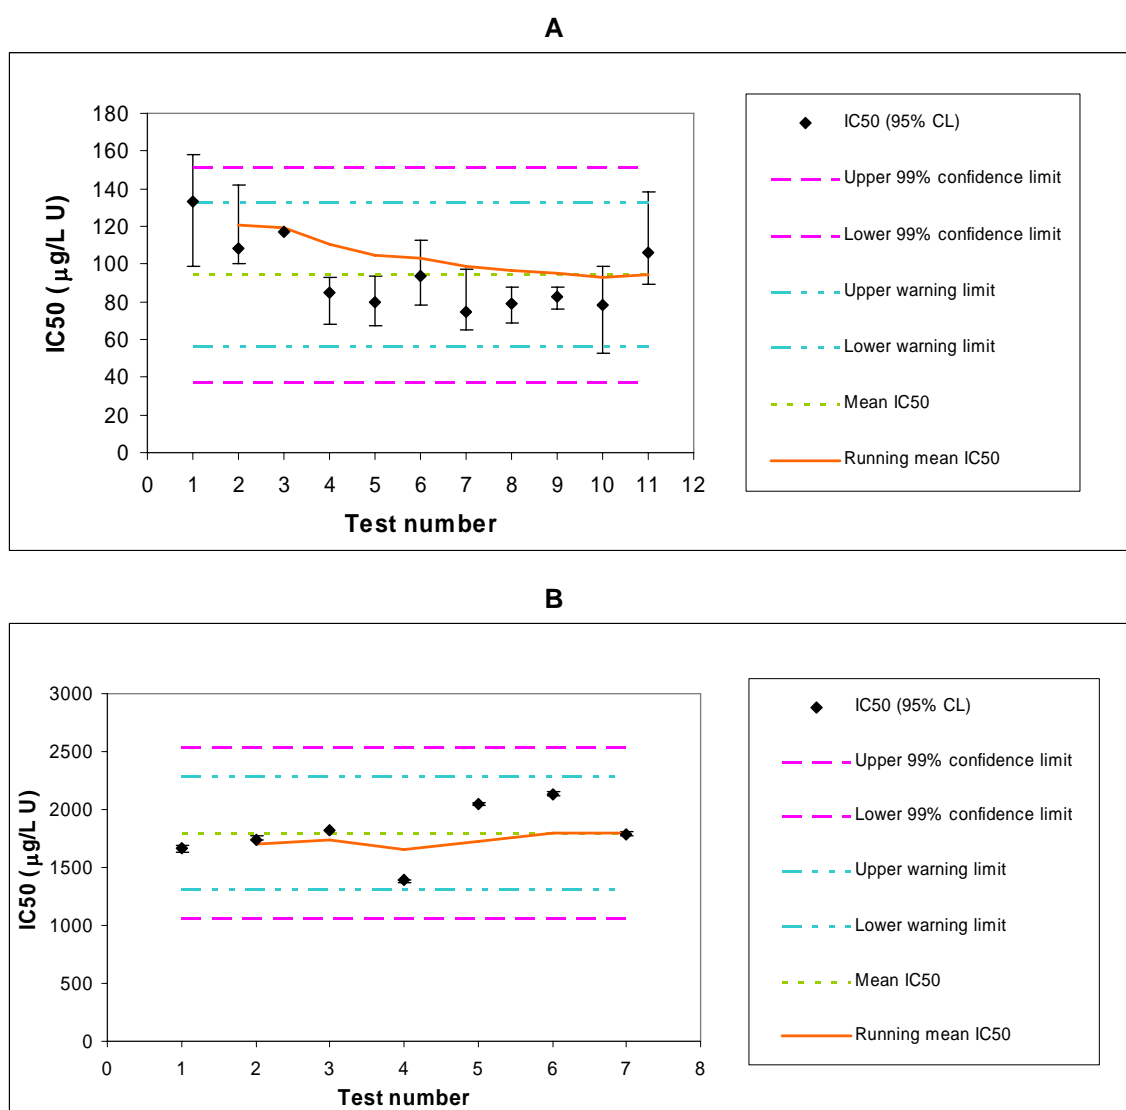 A
IC50 (µg/L U)
180
160
140
120
100
80
60
40
20
0
0 1 2 3 4 5 6 7 8 9 10 11 12
Test number
IC50 (95% CL)
Upper 99% confidence limit
Lower 99% confidence limit
Upper warning limit
Lower warning limit
Mean IC50
Running mean IC50
B
IC50 (µg/L U)
3000
2500
2000
1500
1000
500
0
0 1 2 3 4 5 6 7 8
Test number
IC50 (95% CL)
Upper 99% confidence limit
Lower 99% confidence limit
Upper warning limit
Lower warning limit
Mean IC50
Running mean IC50